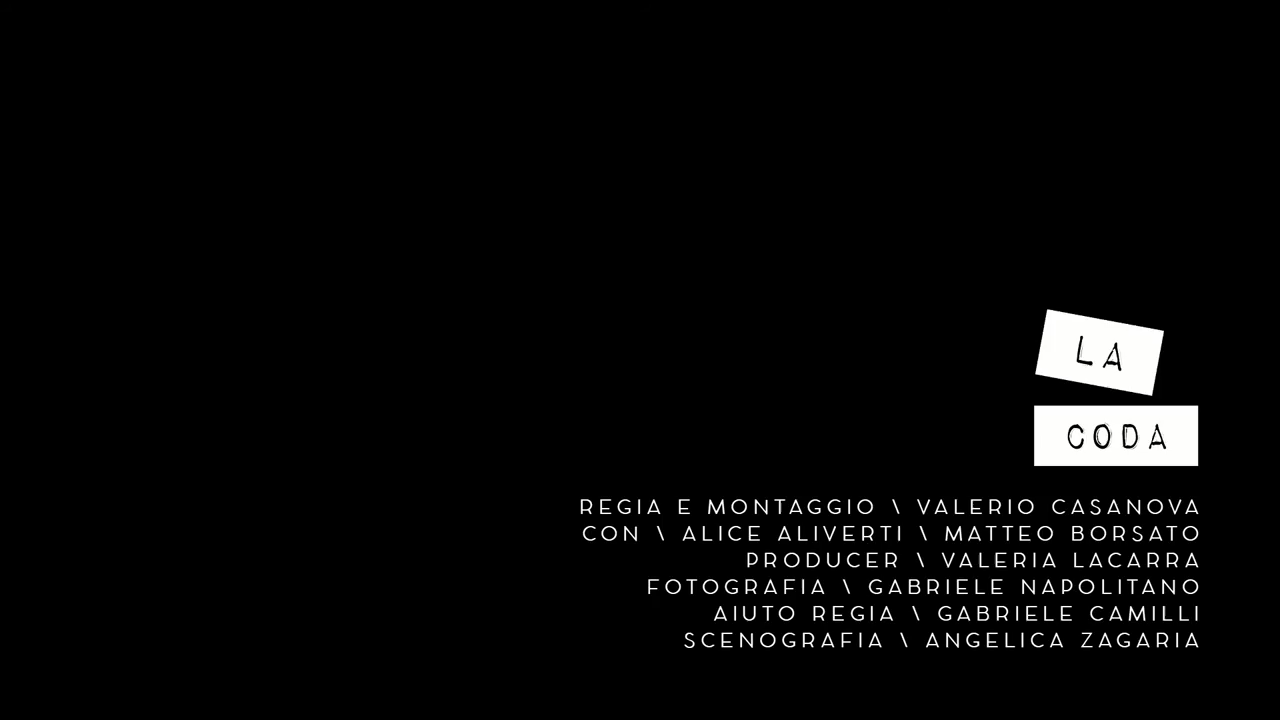 LA
CODA
REGIA E MONTAGGIO \ VALERIO CASANOVA
CON \ ALICE ALIVERTI \ MATTEO BORSATO
PRODUCER \ VALERIA LACARRA
FOTOGRAFIA \ GABRIELE NAPOLITANO
AIUTO REGIA \ GABRIELE CAMILLI
SCENOGRAFIA \ ANGELICA ZAGARIA